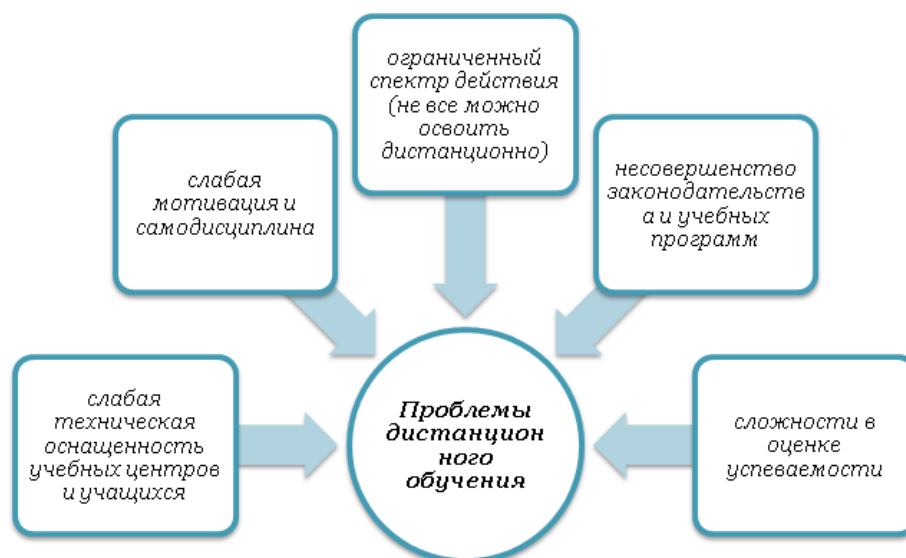 ограниченный
спектр действия
(не все можно
освоить
дистанционно)
слабая
мотивация и
самодисциплина
несовершенство
законодательств
а и учебных
программ
слабая
техническая
оснащенность
учебных центров
и учащихся
Проблемы
дистанцион
ного
обучения
сложности в
оценке
успеваемости